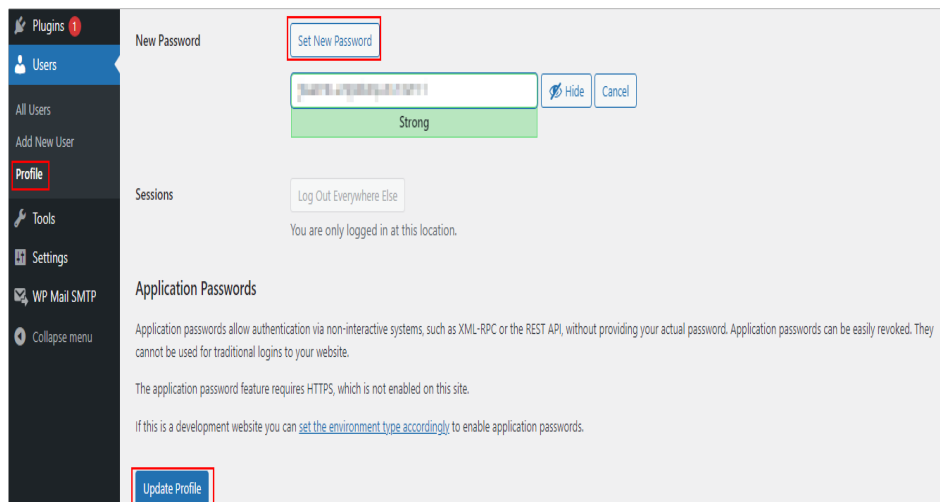 Plugins 1
Users
All Users
Add New User
Profile
Tools
Settings
WP Mail SMTP
Collapse menu
New Password
Set New Password
Hide
Cancel
Strong
Sessions
Log Out Everywhere Else
You are only logged in at this location.
Application Passwords
Application passwords allow authentication via non-interactive systems, such as XML-RPC or the REST API, without providing your actual password. Application passwords can be easily revoked. They
cannot be used for traditional logins to your website.
The application password feature requires HTTPS, which is not enabled on this site.
If this is a development website you can set the environment type accordingly to enable application passwords.
Update Profile